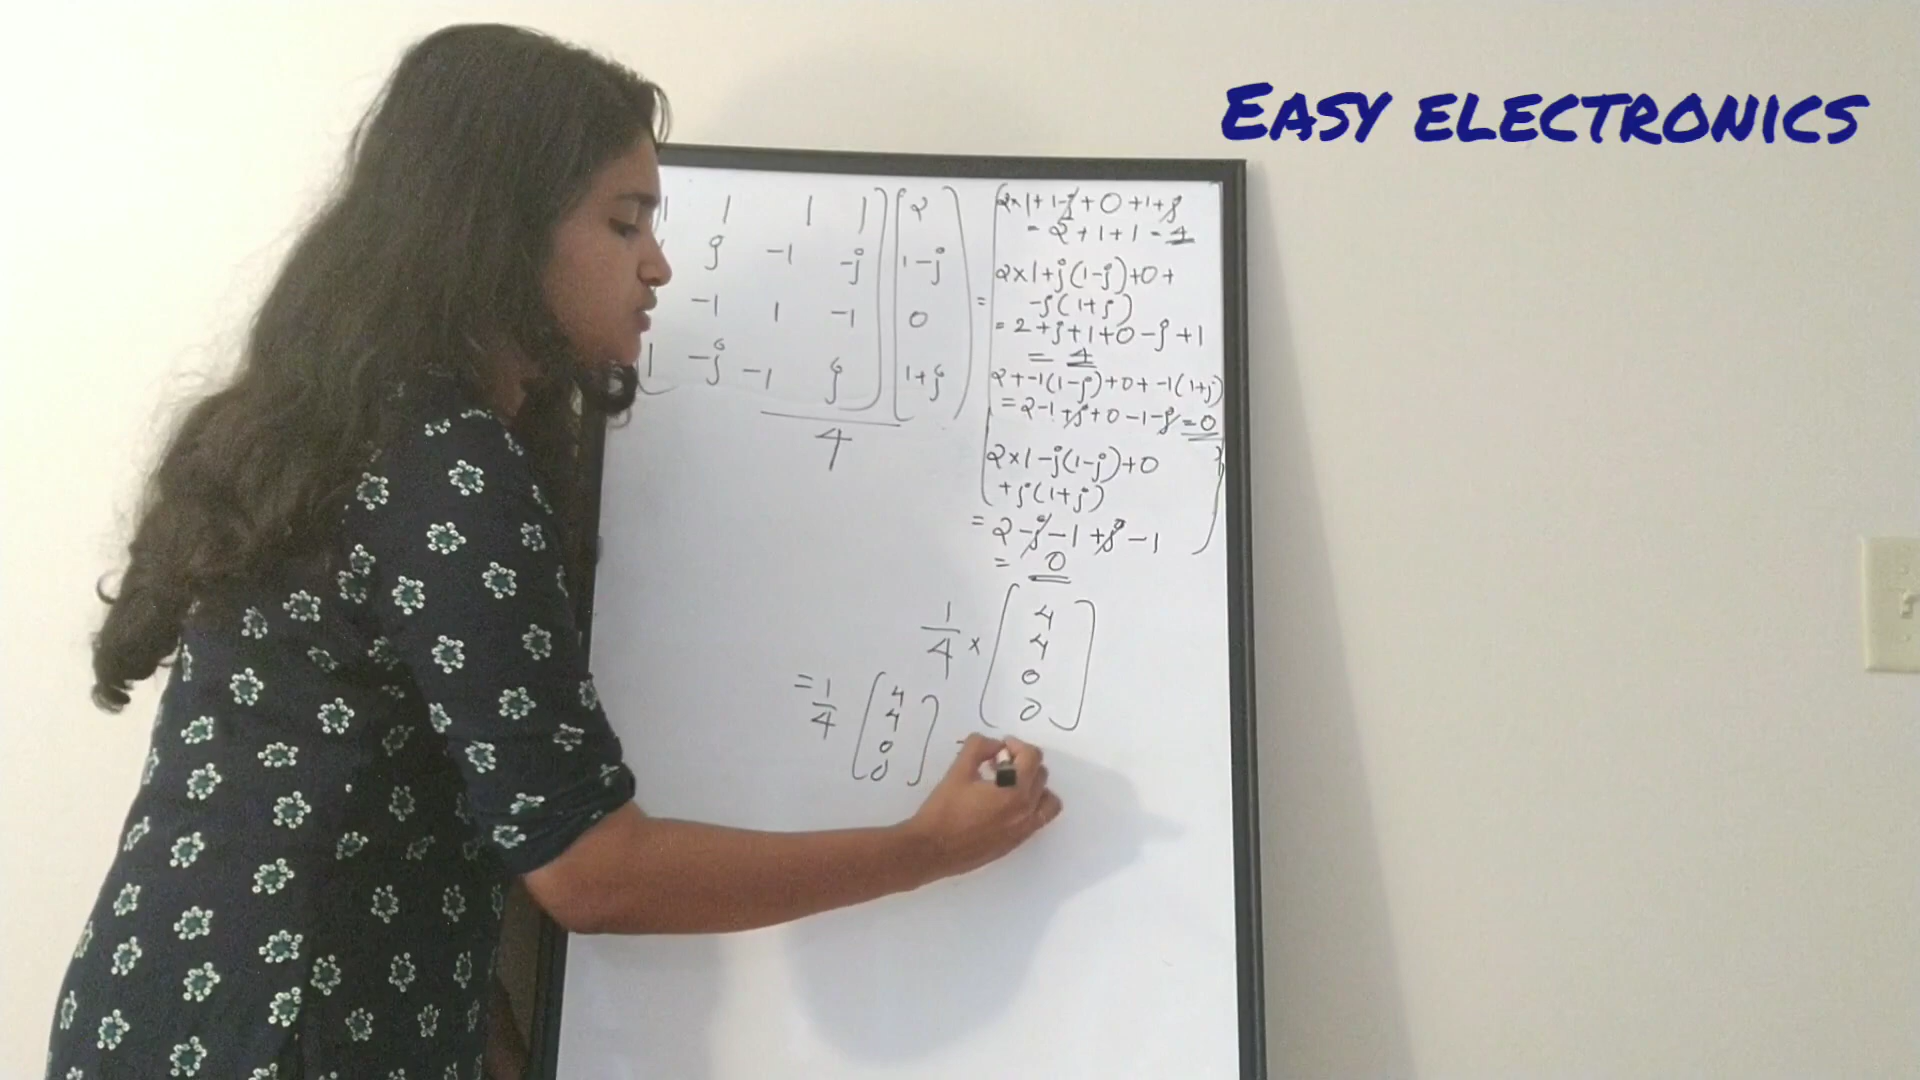 EASY ELECTRONICS
1 1 1 1
j -1 -j
-1 1 -1
1 -j -1 j
4
2
1-j
0
1+j
=
2×1+1-j+0+1+j
= 2+1+1 = 4
2×1+j(1-j)+0+
-j(1+j)
= 2+j+1+0-j+1
= 4
2+-1(1-j)+0+-1(1+j)
= 2-1+j+0-1-j=0
2×1-j(1-j)+0
+j(1+j)
= 2-j-1+j-1
= 0
1/4 ×
4
4
0
0
= 1/4
4
4
0
0
=